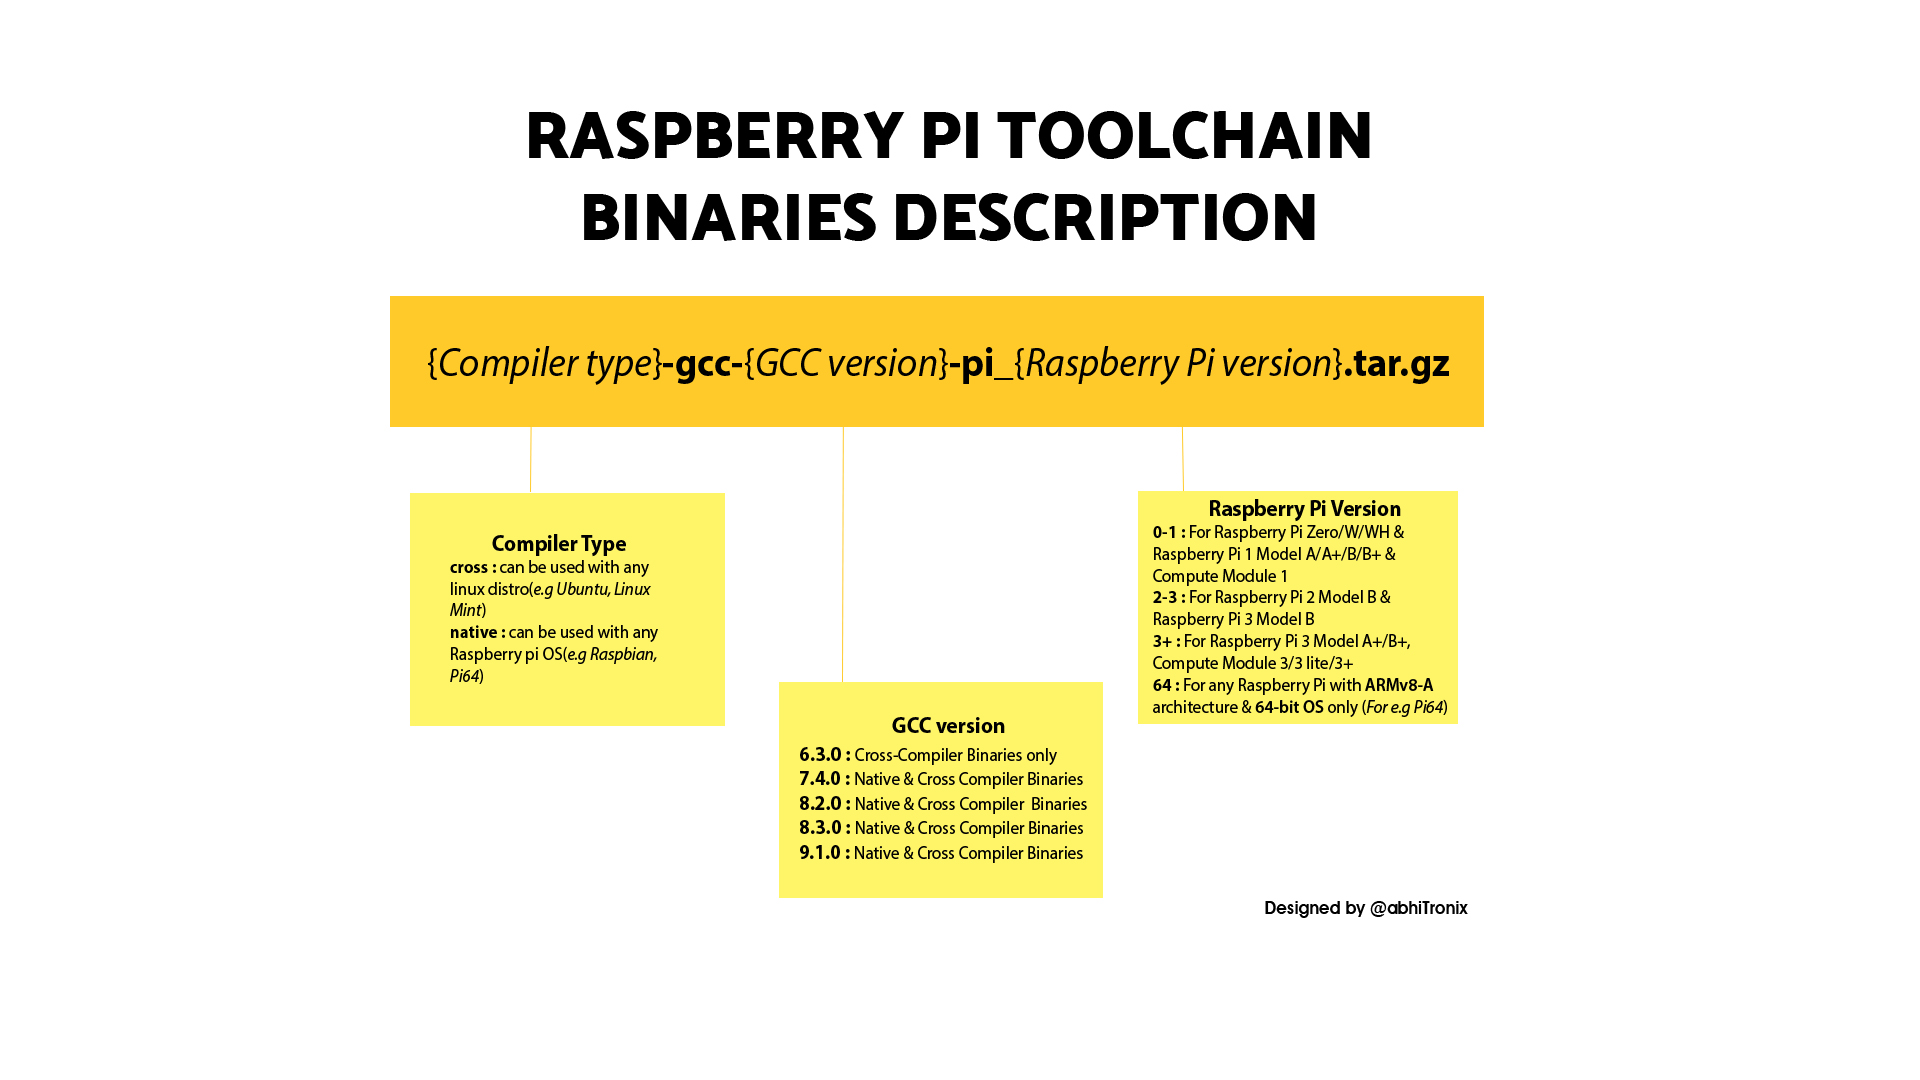 RASPBERRY PI TOOLCHAIN
BINARIES DESCRIPTION
{Compiler type}-gcc-{GCC version}-pi_{Raspberry Pi version}.tar.gz
Compiler Type
cross : can be used with any
linux distro(e.g Ubuntu, Linux
Mint)
native : can be used with any
Raspberry pi OS(e.g Raspbian,
Pi64)
GCC version
6.3.0 : Cross-Compiler Binaries only
7.4.0 : Native & Cross Compiler Binaries
8.2.0 : Native & Cross Compiler  Binaries
8.3.0 : Native & Cross Compiler Binaries
9.1.0 : Native & Cross Compiler Binaries
Raspberry Pi Version
0-1 : For Raspberry Pi Zero/W/WH &
Raspberry Pi 1 Model A/A+/B/B+ &
Compute Module 1
2-3 : For Raspberry Pi 2 Model B &
Raspberry Pi 3 Model B
3+ : For Raspberry Pi 3 Model A+/B+,
Compute Module 3/3 lite/3+
64 : For any Raspberry Pi with ARMv8-A
architecture & 64-bit OS only (For e.g Pi64)
Designed by @abhiTronix